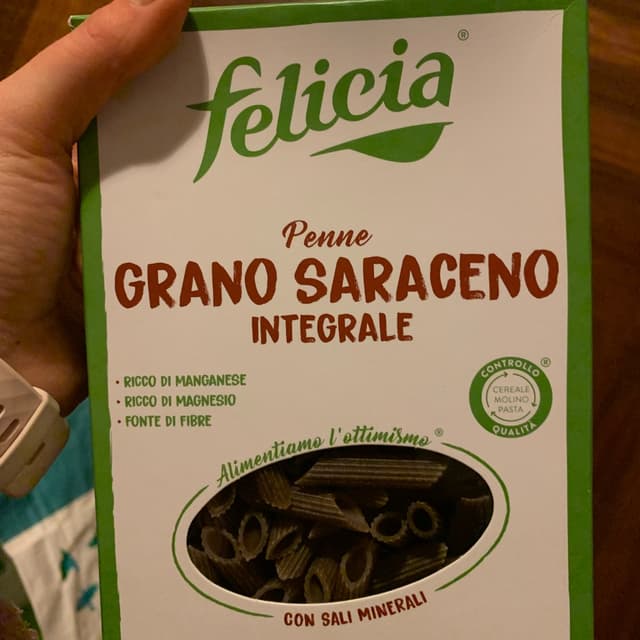 felicia®
Penne
GRANO SARACENO
INTEGRALE
• RICCO DI MANGANESE
• RICCO DI MAGNESIO
• FONTE DI FIBRE
CONTROLLO ®
CEREALE
MOLINO
PASTA
QUALITÀ
Alimentiamo l'ottimismo®
CON SALI MINERALI